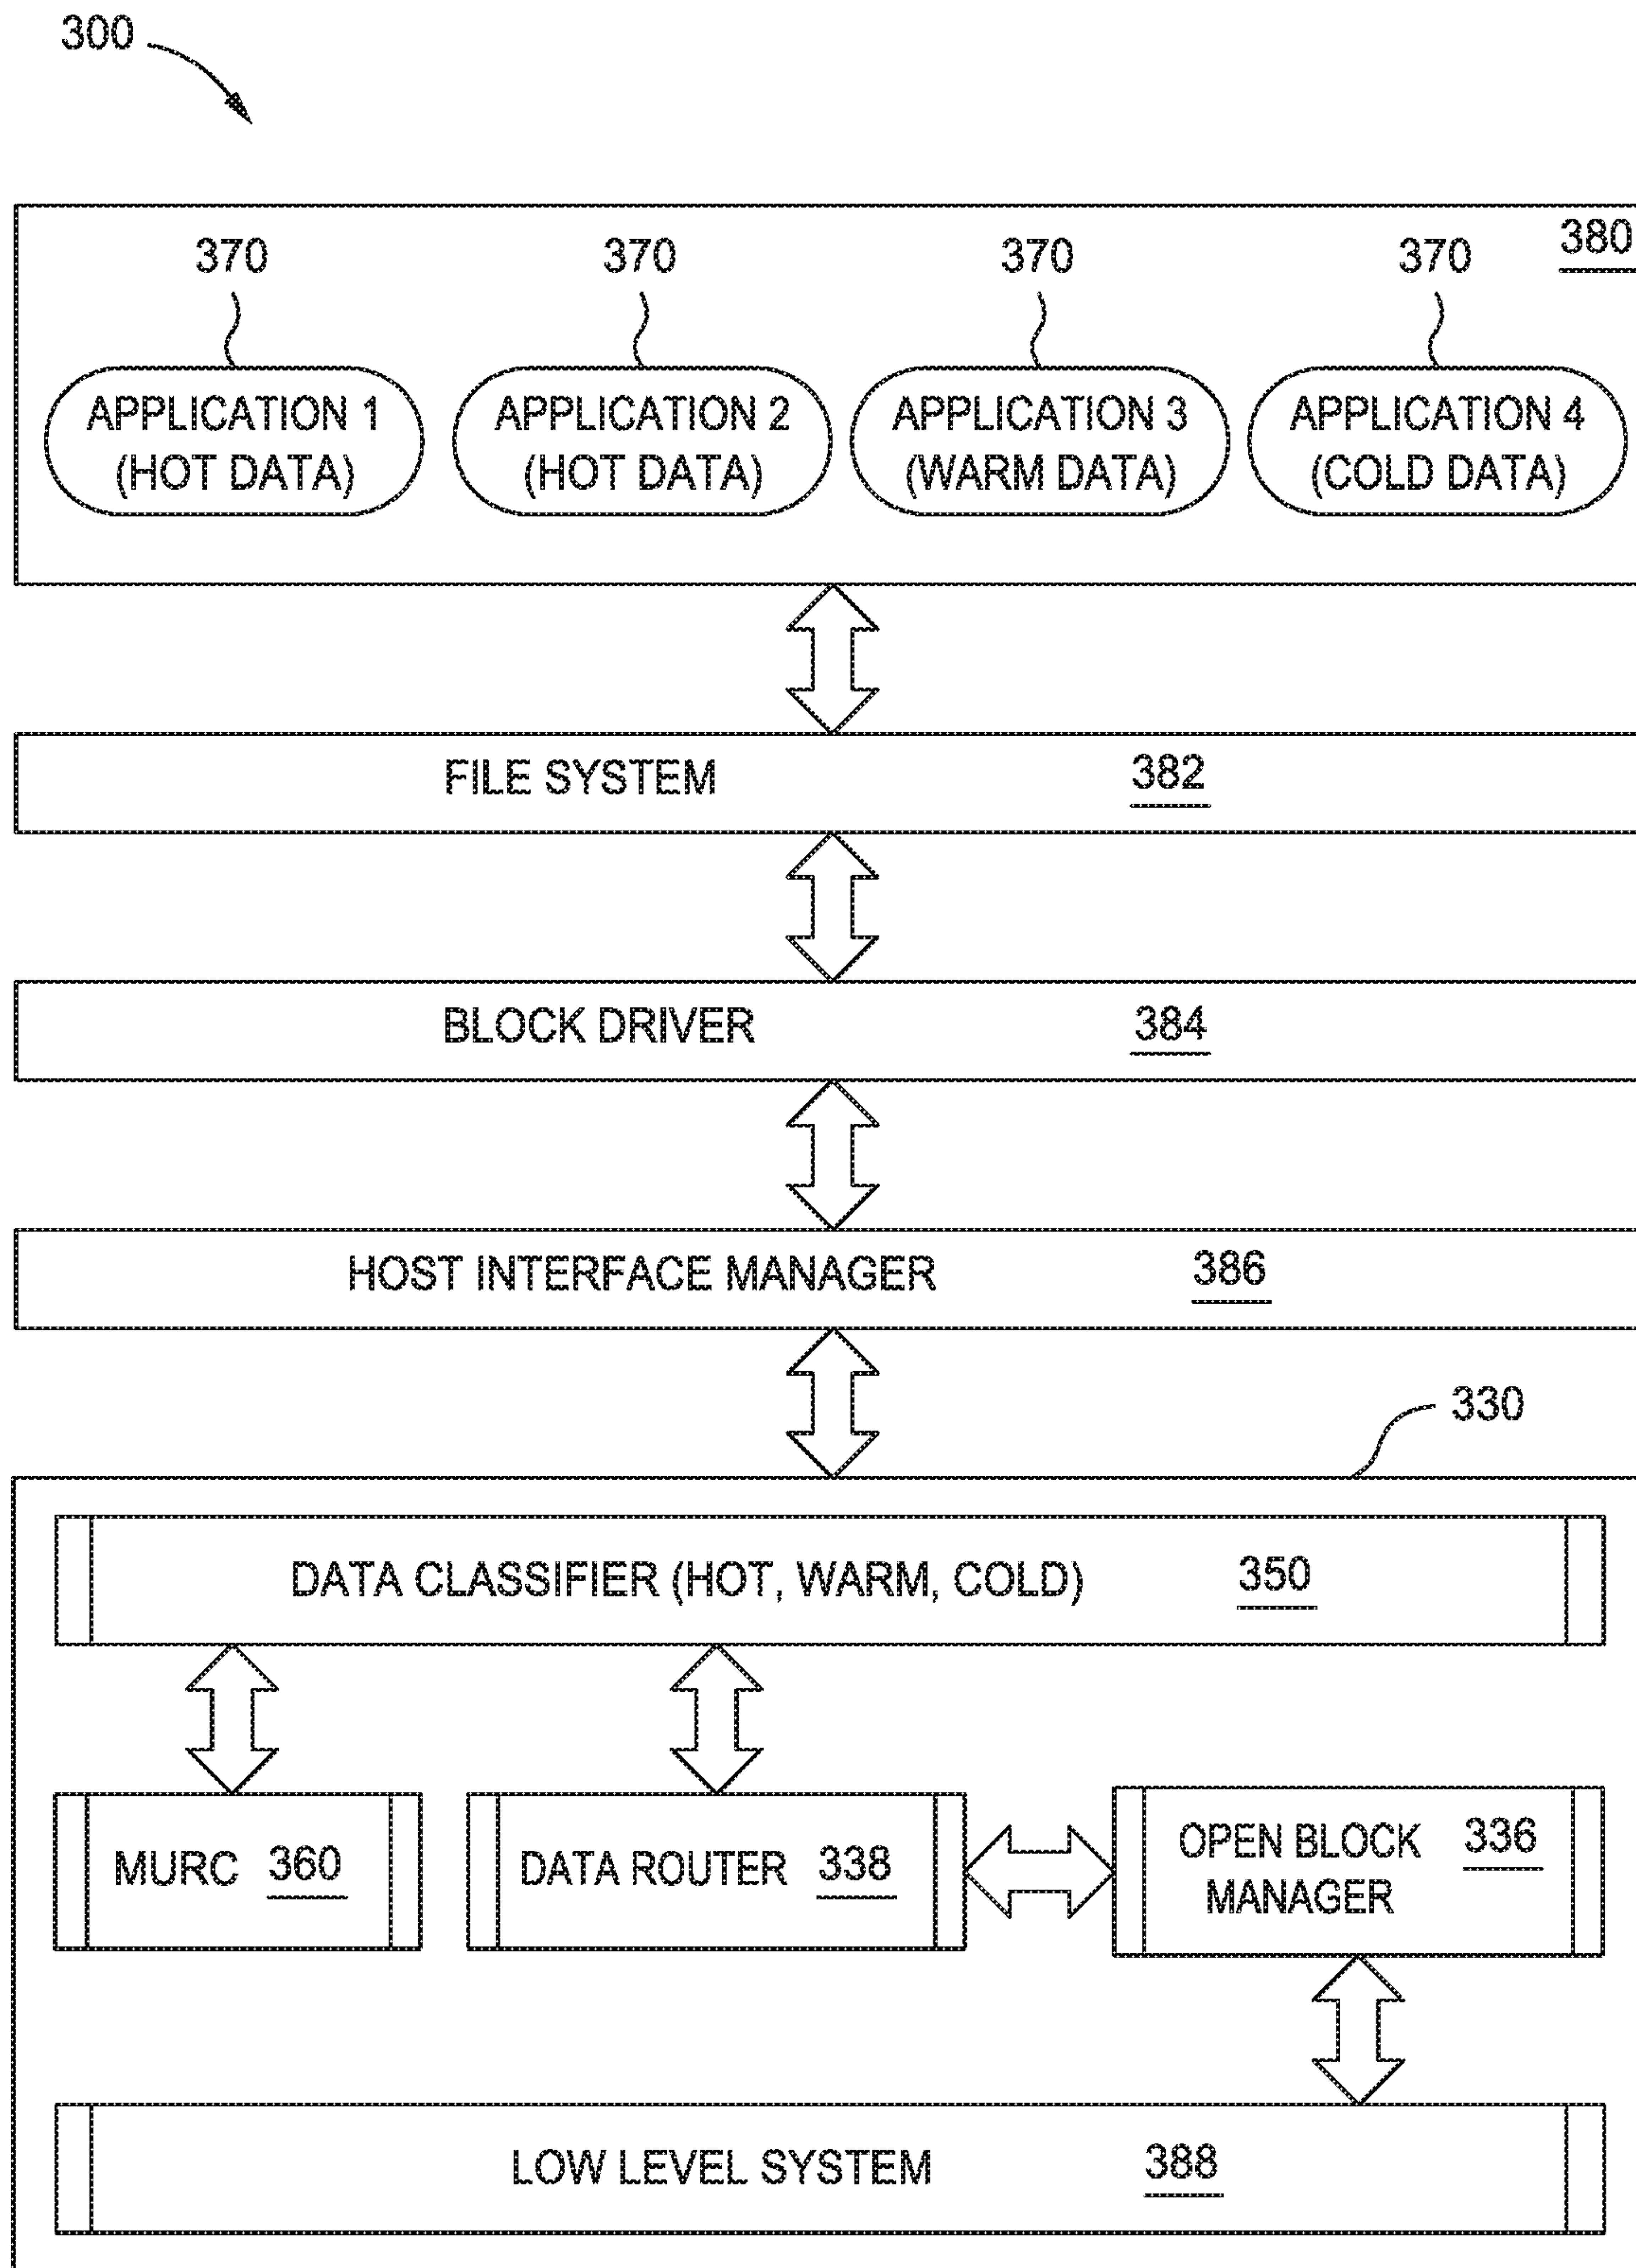 300
380
370 370 370 370
APPLICATION 1 (HOT DATA)
APPLICATION 2 (HOT DATA)
APPLICATION 3 (WARM DATA)
APPLICATION 4 (COLD DATA)
FILE SYSTEM 382
BLOCK DRIVER 384
HOST INTERFACE MANAGER 386
330
DATA CLASSIFIER (HOT, WARM, COLD) 350
MURC 360
DATA ROUTER 338
OPEN BLOCK 336
MANAGER
LOW LEVEL SYSTEM 388